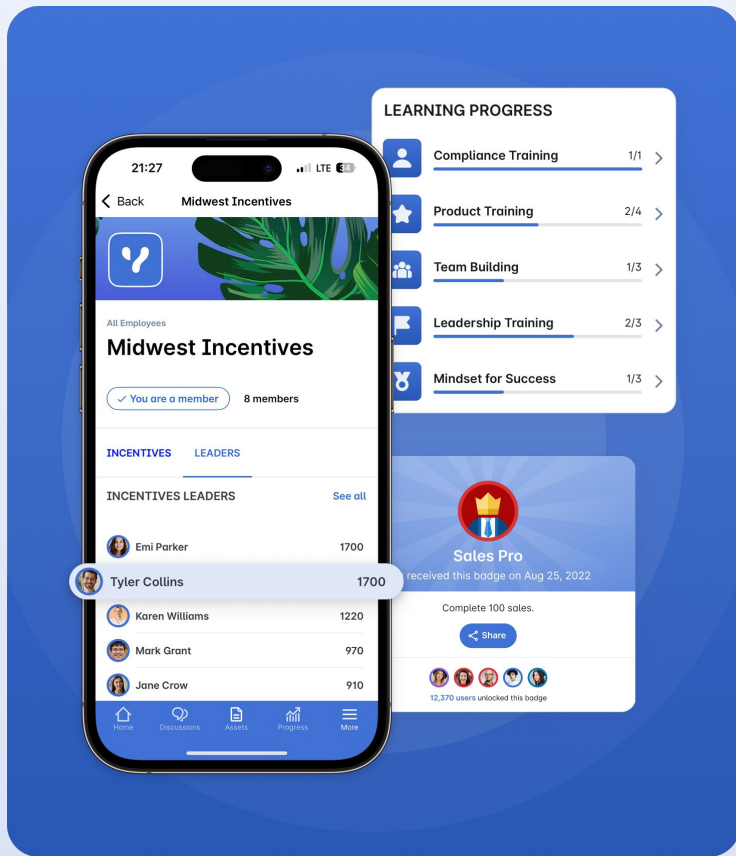 21:27
LTE
34
Back
Midwest Incentives
All Employees
Midwest Incentives
You are a member
8 members
INCENTIVES
LEADERS
INCENTIVES LEADERS
See all
Emi Parker 1700
Tyler Collins 1700
Karen Williams 1220
Mark Grant 970
Jane Crow 910
Home
Discussions
Assets
Progress
More
LEARNING PROGRESS
Compliance Training 1/1
Product Training 2/4
Team Building 1/3
Leadership Training 2/3
Mindset for Success 1/3
Sales Pro
received this badge on Aug 25, 2022
Complete 100 sales.
Share
12,370 users unlocked this badge